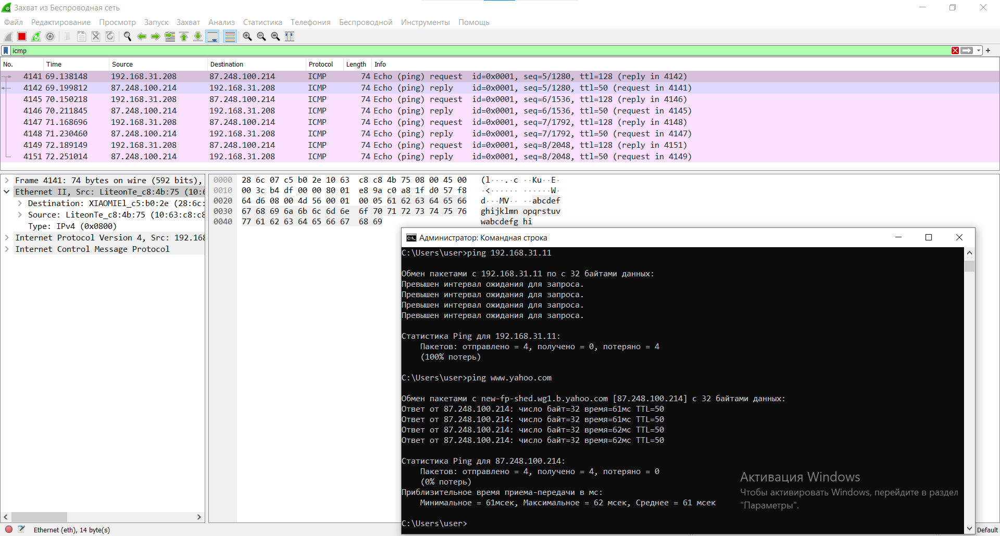 Захват из Беспроводная сеть
Файл Редактирование Просмотр Запуск Захват Анализ Статистика Телефония Беспроводной Инструменты Помощь
icmp
No. Time Source Destination Protocol Length Info
4141 69.138148 192.168.31.208 87.248.100.214 ICMP 74 Echo (ping) request id=0x0001, seq=5/1280, ttl=128 (reply in 4142)
4142 69.199812 87.248.100.214 192.168.31.208 ICMP 74 Echo (ping) reply id=0x0001, seq=5/1280, ttl=50 (request in 4141)
4145 70.150218 192.168.31.208 87.248.100.214 ICMP 74 Echo (ping) request id=0x0001, seq=6/1536, ttl=128 (reply in 4146)
4146 70.211845 87.248.100.214 192.168.31.208 ICMP 74 Echo (ping) reply id=0x0001, seq=6/1536, ttl=50 (request in 4145)
4147 71.168696 192.168.31.208 87.248.100.214 ICMP 74 Echo (ping) request id=0x0001, seq=7/1792, ttl=128 (reply in 4148)
4148 71.230460 87.248.100.214 192.168.31.208 ICMP 74 Echo (ping) reply id=0x0001, seq=7/1792, ttl=50 (request in 4147)
4149 72.189149 192.168.31.208 87.248.100.214 ICMP 74 Echo (ping) request id=0x0001, seq=8/2048, ttl=128 (reply in 4151)
4151 72.251014 87.248.100.214 192.168.31.208 ICMP 74 Echo (ping) reply id=0x0001, seq=8/2048, ttl=50 (request in 4149)
Frame 4141: 74 bytes on wire (592 bits),
Ethernet II, Src: LiteonTe_c8:4b:75 (10:6
Destination: XIAOMIEl_c5:b0:2e (28:6c:
Source: LiteonTe_c8:4b:75 (10:63:c8:c8
Type: IPv4 (0x0800)
Internet Protocol Version 4, Src: 192.168
Internet Control Message Protocol
0000 28 6c 07 c5 b0 2e 10 63 c8 c8 4b 75 08 00 45 00 (l····.·c ··Ku··E·
0010 00 3c b4 df 00 00 80 01 e8 9a c0 a8 1f d0 57 f8 ·<······ ······W·
0020 64 d6 08 00 4d 56 00 01 00 05 61 62 63 64 65 66 d···MV·· ··abcdef
0030 67 68 69 6a 6b 6c 6d 6e 6f 70 71 72 73 74 75 76 ghijklmn opqrstuv
0040 77 61 62 63 64 65 66 67 68 69 wabcdefg hi
Администратор: Командная строка
C:\Users\user>ping 192.168.31.11
Обмен пакетами с 192.168.31.11 по с 32 байтами данных:
Превышен интервал ожидания для запроса.
Превышен интервал ожидания для запроса.
Превышен интервал ожидания для запроса.
Превышен интервал ожидания для запроса.
Статистика Ping для 192.168.31.11:
Пакетов: отправлено = 4, получено = 0, потеряно = 4
(100% потерь)
C:\Users\user>ping www.yahoo.com
Обмен пакетами с new-fp-shed.wg1.b.yahoo.com [87.248.100.214] с 32 байтами данных:
Ответ от 87.248.100.214: число байт=32 время=61мс TTL=50
Ответ от 87.248.100.214: число байт=32 время=61мс TTL=50
Ответ от 87.248.100.214: число байт=32 время=62мс TTL=50
Ответ от 87.248.100.214: число байт=32 время=62мс TTL=50
Статистика Ping для 87.248.100.214:
Пакетов: отправлено = 4, получено = 4, потеряно = 0
(0% потерь)
Приблизительное время приема-передачи в мс:
Минимальное = 61мсек, Максимальное = 62 мсек, Среднее = 61 мсек
C:\Users\user>
Активация Windows
Чтобы активировать Windows, перейдите в раздел
"Параметры".
Ethernet (eth), 14 byte(s)
Default